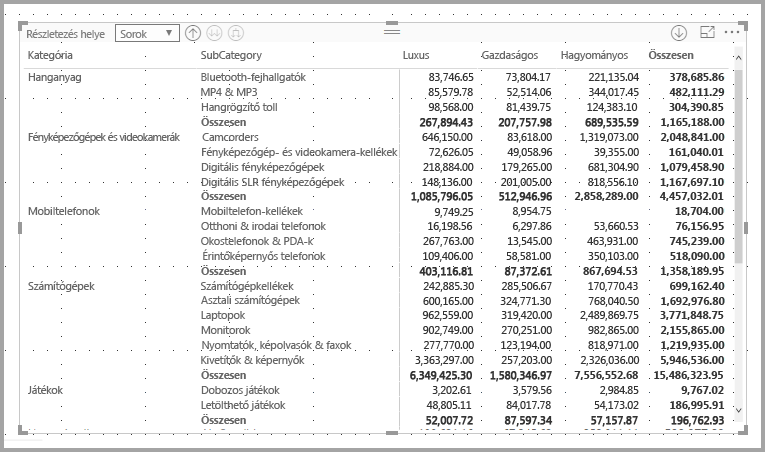 Részletezés helye Sorok
Kategória SubCategory Luxus Gazdaságos Hagyományos Összesen
Hanganyag Bluetooth-fejhallgatók 83,746.65 73,804.17 221,135.04 378,685.86
MP4 & MP3 85,579.78 52,514.06 344,017.45 482,111.29
Hangrögzítő toll 98,568.00 81,439.75 124,383.10 304,390.85
Összesen 267,894.43 207,757.98 689,535.59 1,165,188.00
Fényképezőgépek és videokamerák Camcorders 646,150.00 83,618.00 1,319,073.00 2,048,841.00
Fényképezőgép- és videokamera-kellékek 72,626.05 49,058.96 39,355.00 161,040.01
Digitális fényképezőgépek 218,884.00 179,265.00 681,304.90 1,079,458.90
Digitális SLR fényképezőgépek 148,136.00 201,005.00 818,556.10 1,167,697.10
Összesen 1,085,796.05 512,946.96 2,858,289.00 4,457,032.01
Mobiltelefonok Mobiltelefon-kellékek 9,749.25 8,954.75 18,704.00
Otthoni & irodai telefonok 16,198.56 6,297.86 53,660.53 76,156.95
Okostelefonok & PDA-k 267,763.00 13,545.00 463,931.00 745,239.00
Érintőképernyős telefonok 109,406.00 58,581.00 350,103.00 518,090.00
Összesen 403,116.81 87,372.61 867,694.53 1,358,189.95
Számítógépek Számítógépkellékek 242,885.30 285,506.67 170,770.43 699,162.40
Asztali számítógépek 600,165.00 324,771.30 768,040.50 1,692,976.80
Laptopok 962,559.00 319,420.00 2,489,869.75 3,771,848.75
Monitorok 902,749.00 270,251.00 982,865.00 2,155,865.00
Nyomtatók, képolvasók & faxok 277,770.00 123,194.00 818,971.00 1,219,935.00
Kivetítők & képernyők 3,363,297.00 257,203.00 2,326,036.00 5,946,536.00
Összesen 6,349,425.30 1,580,346.97 7,556,552.68 15,486,323.95
Játékok Dobozos játékok 3,202.61 3,579.56 2,984.85 9,767.02
Letölthető játékok 48,805.11 84,017.78 54,173.02 186,995.91
Összesen 52,007.72 87,597.34 57,157.87 196,762.93